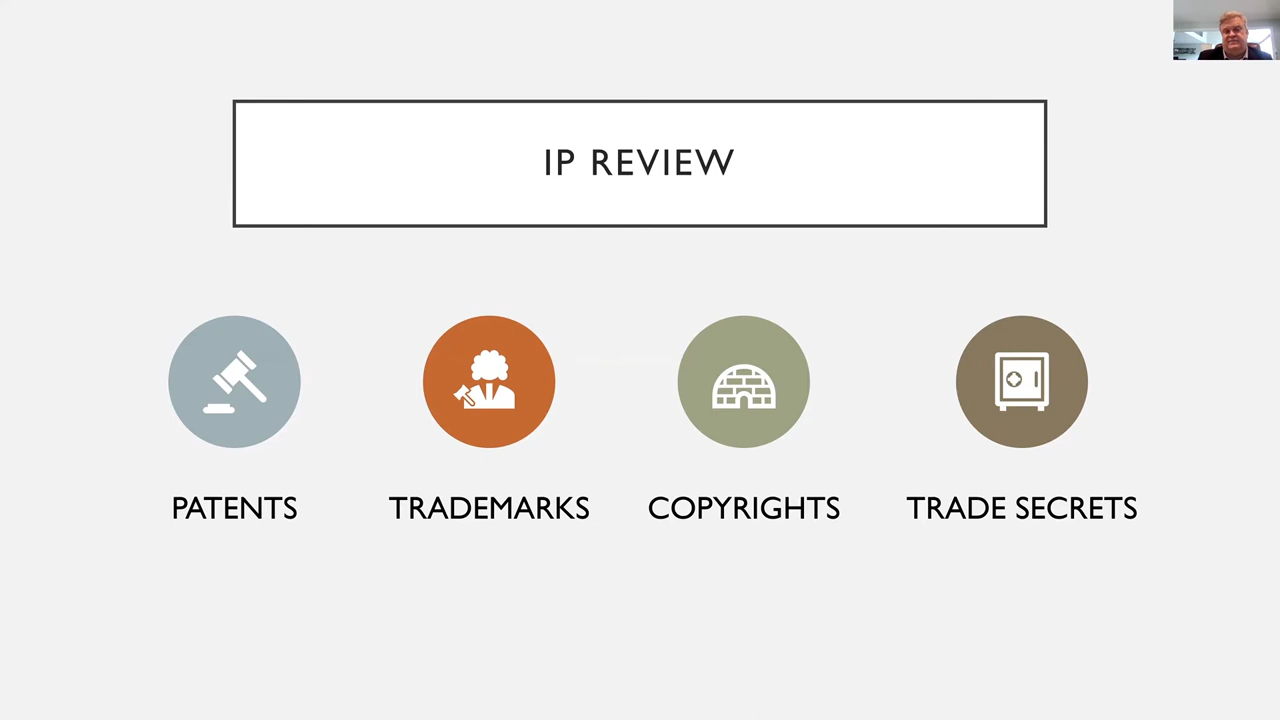 IP REVIEW
PATENTS
TRADEMARKS
COPYRIGHTS
TRADE SECRETS